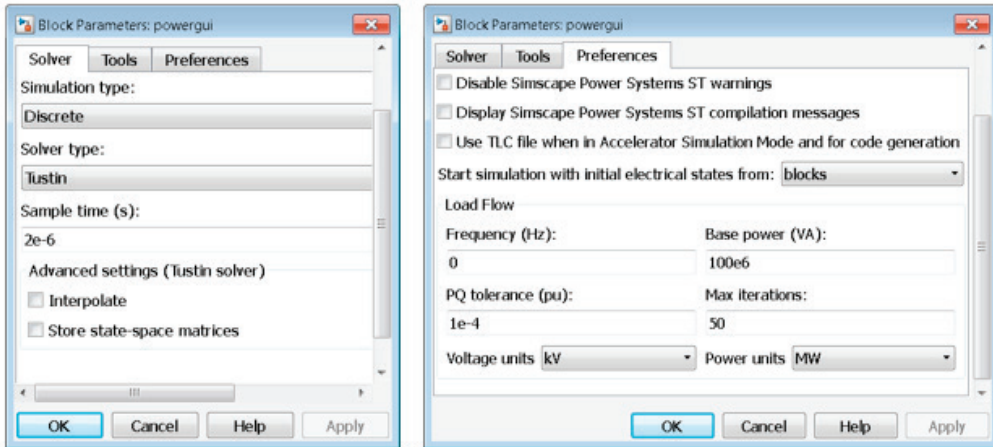 Block Parameters: powergui
Solver Tools Preferences
Simulation type:
Discrete
Solver type:
Tustin
Sample time (s):
2e-6
Advanced settings (Tustin solver)
Interpolate
Store state-space matrices
OK Cancel Help Apply
Block Parameters: powergui
Solver Tools Preferences
Disable Simscape Power Systems ST warnings
Display Simscape Power Systems ST compilation messages
Use TLC file when in Accelerator Simulation Mode and for code generation
Start simulation with initial electrical states from: blocks
Load Flow
Frequency (Hz): Base power (VA):
0 100e6
PQ tolerance (pu): Max iterations:
1e-4 50
Voltage units kV Power units MW
OK Cancel Help Apply